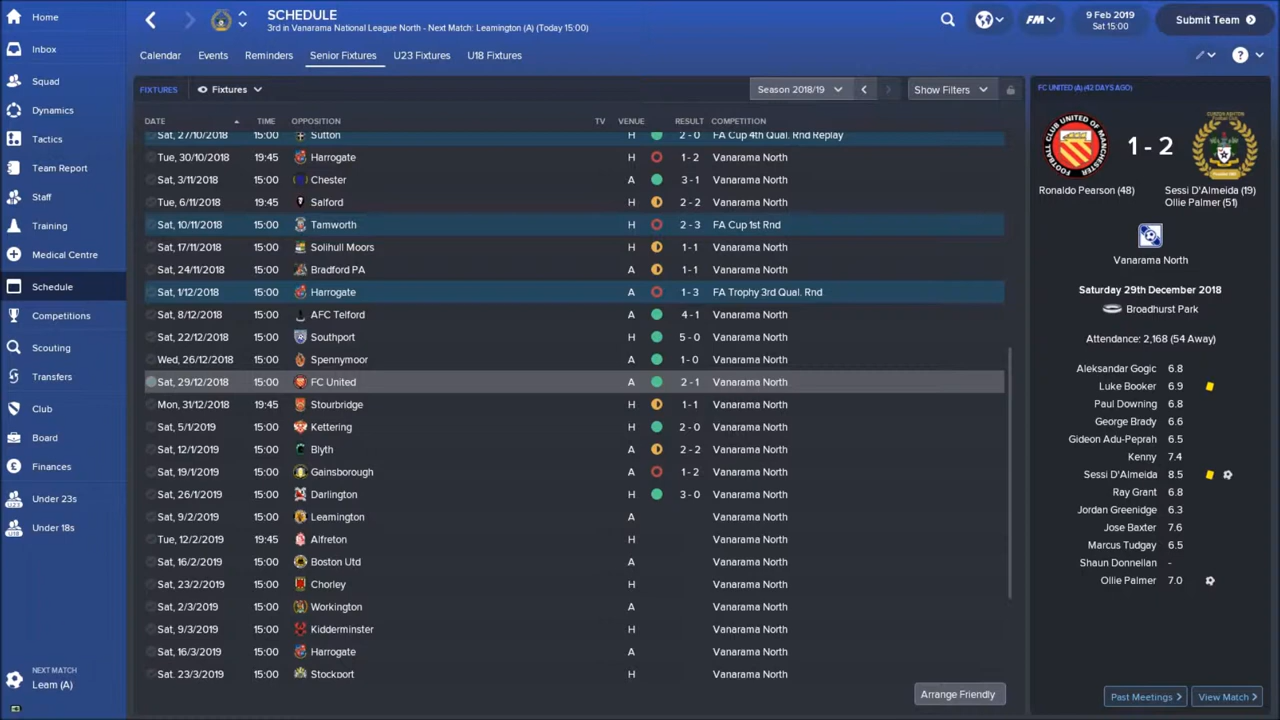 Home
SCHEDULE
3rd in Vanarama National League North - Next Match: Leamington (A) (Today 15:00)
FM
9 Feb 2019
Sat 15:00
Submit Team
Inbox
Squad
Dynamics
Tactics
Team Report
Staff
Training
Medical Centre
Schedule
Competitions
Scouting
Transfers
Club
Board
Finances
Under 23s
Under 18s
NEXT MATCH
Leam (A)
Calendar Events Reminders Senior Fixtures U23 Fixtures U18 Fixtures
FIXTURES Fixtures Season 2018/19 Show Filters
DATE TIME OPPOSITION TV VENUE RESULT COMPETITION
Sat, 27/10/2018 15:00 Sutton H 2 - 0 FA Cup 4th Qual. Rnd Replay
Tue, 30/10/2018 19:45 Harrogate H 1 - 2 Vanarama North
Sat, 3/11/2018 15:00 Chester A 3 - 1 Vanarama North
Tue, 6/11/2018 19:45 Salford H 2 - 2 Vanarama North
Sat, 10/11/2018 15:00 Tamworth H 2 - 3 FA Cup 1st Rnd
Sat, 17/11/2018 15:00 Solihull Moors H 1 - 1 Vanarama North
Sat, 24/11/2018 15:00 Bradford PA A 1 - 1 Vanarama North
Sat, 1/12/2018 15:00 Harrogate A 1 - 3 FA Trophy 3rd Qual. Rnd
Sat, 8/12/2018 15:00 AFC Telford A 4 - 1 Vanarama North
Sat, 22/12/2018 15:00 Southport H 5 - 0 Vanarama North
Wed, 26/12/2018 15:00 Spennymoor A 1 - 0 Vanarama North
Sat, 29/12/2018 15:00 FC United A 2 - 1 Vanarama North
Mon, 31/12/2018 19:45 Stourbridge H 1 - 1 Vanarama North
Sat, 5/1/2019 15:00 Kettering H 2 - 0 Vanarama North
Sat, 12/1/2019 15:00 Blyth A 2 - 2 Vanarama North
Sat, 19/1/2019 15:00 Gainsborough A 1 - 2 Vanarama North
Sat, 26/1/2019 15:00 Darlington H 3 - 0 Vanarama North
Sat, 9/2/2019 15:00 Leamington A Vanarama North
Tue, 12/2/2019 19:45 Alfreton H Vanarama North
Sat, 16/2/2019 15:00 Boston Utd A Vanarama North
Sat, 23/2/2019 15:00 Chorley H Vanarama North
Sat, 2/3/2019 15:00 Workington A Vanarama North
Sat, 9/3/2019 15:00 Kidderminster H Vanarama North
Sat, 16/3/2019 15:00 Harrogate A Vanarama North
Sat, 23/3/2019 15:00 Stockport H Vanarama North
Arrange Friendly
FC UNITED (A) (42 DAYS AGO)
1 - 2
Ronaldo Pearson (48) Sessi D'Almeida (19)
Ollie Palmer (51)
Vanarama North
Saturday 29th December 2018
Broadhurst Park
Attendance: 2,168 (54 Away)
Aleksandar Gogic 6.8
Luke Booker 6.9
Paul Downing 6.8
George Brady 6.6
Gideon Adu-Peprah 6.5
Kenny 7.4
Sessi D'Almeida 8.5
Ray Grant 6.8
Jordan Greenidge 6.3
Jose Baxter 7.6
Marcus Tudgay 6.5
Shaun Donnellan -
Ollie Palmer 7.0
Past Meetings View Match